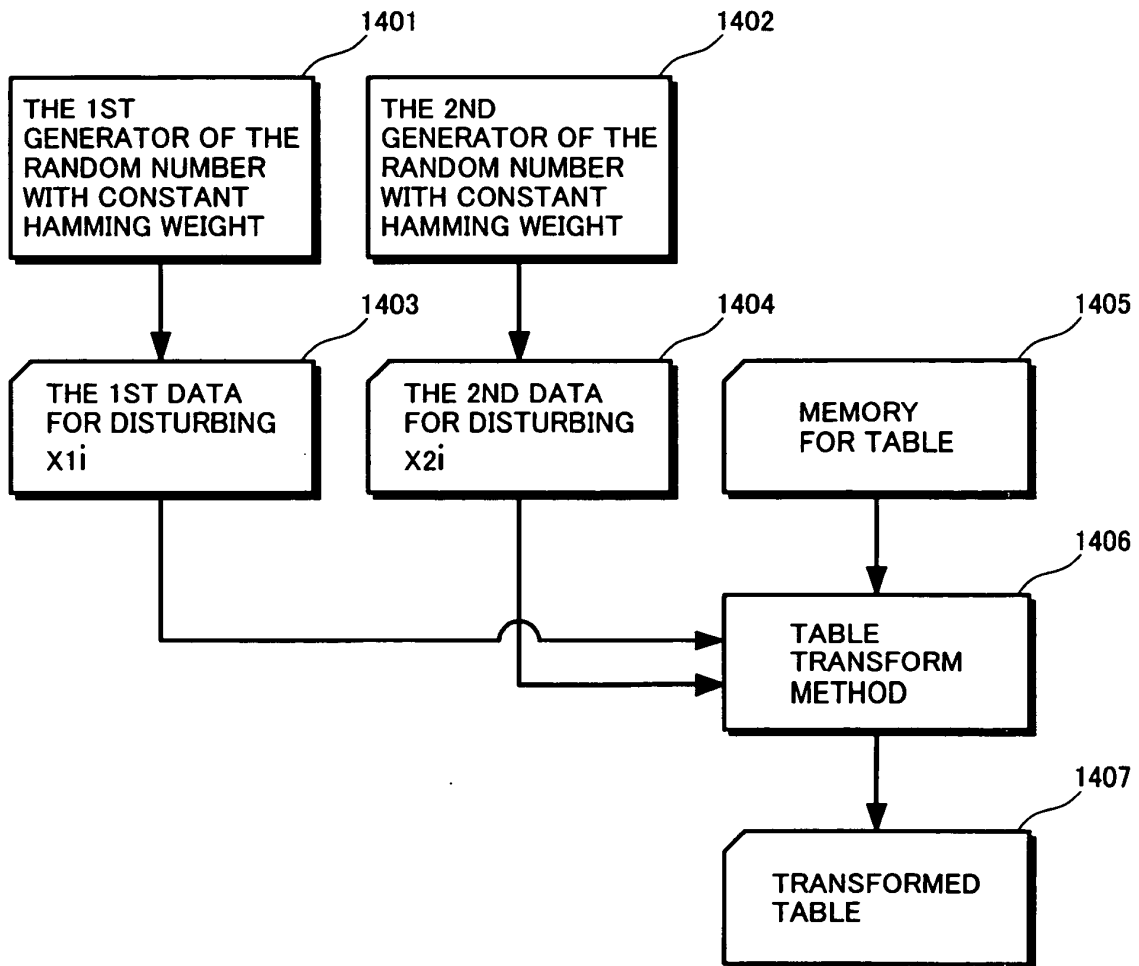 1401
1402
THE 1ST
GENERATOR OF THE
RANDOM NUMBER
WITH CONSTANT
HAMMING WEIGHT
THE 2ND
GENERATOR OF THE
RANDOM NUMBER
WITH CONSTANT
HAMMING WEIGHT
1403
1404
1405
THE 1ST DATA
FOR DISTURBING
X1i
THE 2ND DATA
FOR DISTURBING
X2i
MEMORY
FOR TABLE
1406
TABLE
TRANSFORM
METHOD
1407
TRANSFORMED
TABLE